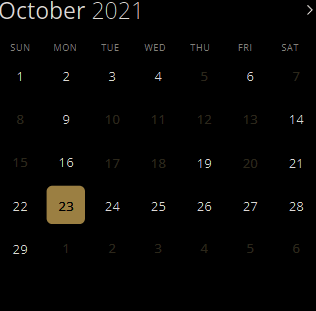 October 2021
SUN MON TUE WED THU FRI SAT
1 2 3 4 5 6 7
8 9 10 11 12 13 14
15 16 17 18 19 20 21
22 23 24 25 26 27 28
29 1 2 3 4 5 6